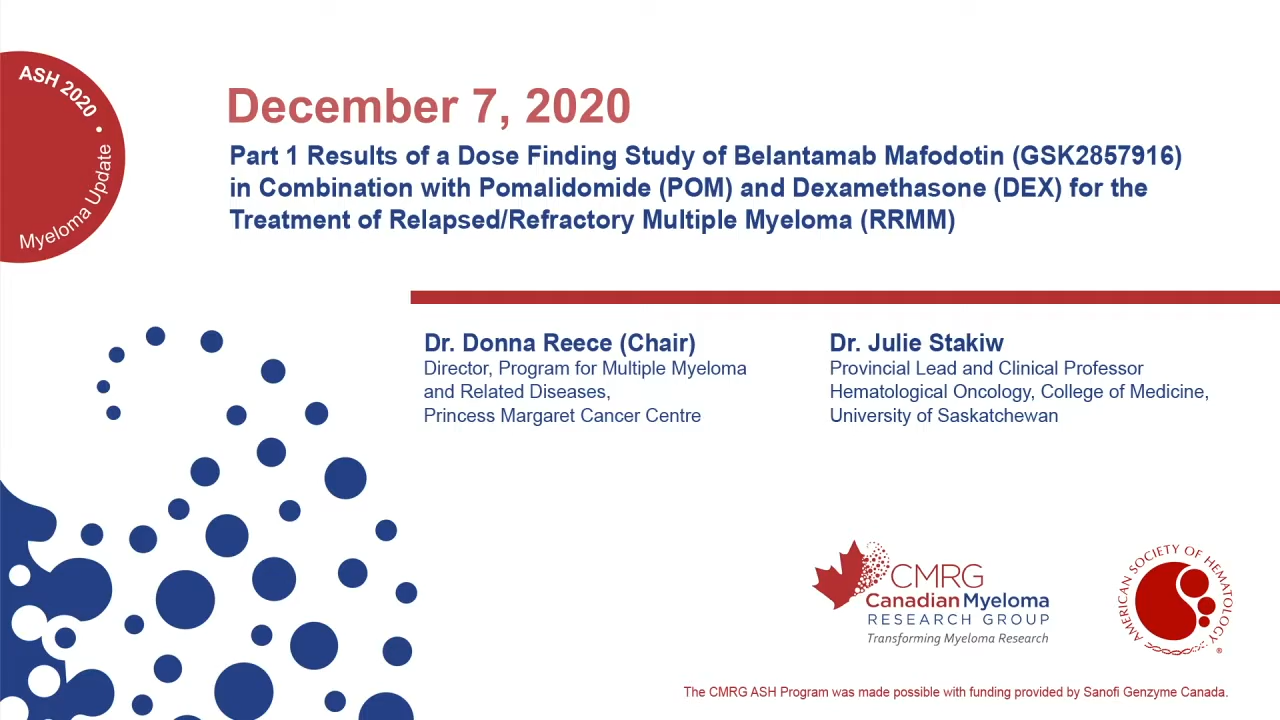 ASH 2020 •
Myeloma Update
December 7, 2020
Part 1 Results of a Dose Finding Study of Belantamab Mafodotin (GSK2857916)
in Combination with Pomalidomide (POM) and Dexamethasone (DEX) for the
Treatment of Relapsed/Refractory Multiple Myeloma (RRMM)
Dr. Donna Reece (Chair)
Director, Program for Multiple Myeloma
and Related Diseases,
Princess Margaret Cancer Centre
Dr. Julie Stakiw
Provincial Lead and Clinical Professor
Hematological Oncology, College of Medicine,
University of Saskatchewan
CMRG
Canadian Myeloma
RESEARCH GROUP
Transforming Myeloma Research
AMERICAN SOCIETY OF HEMATOLOGY
®
The CMRG ASH Program was made possible with funding provided by Sanofi Genzyme Canada.